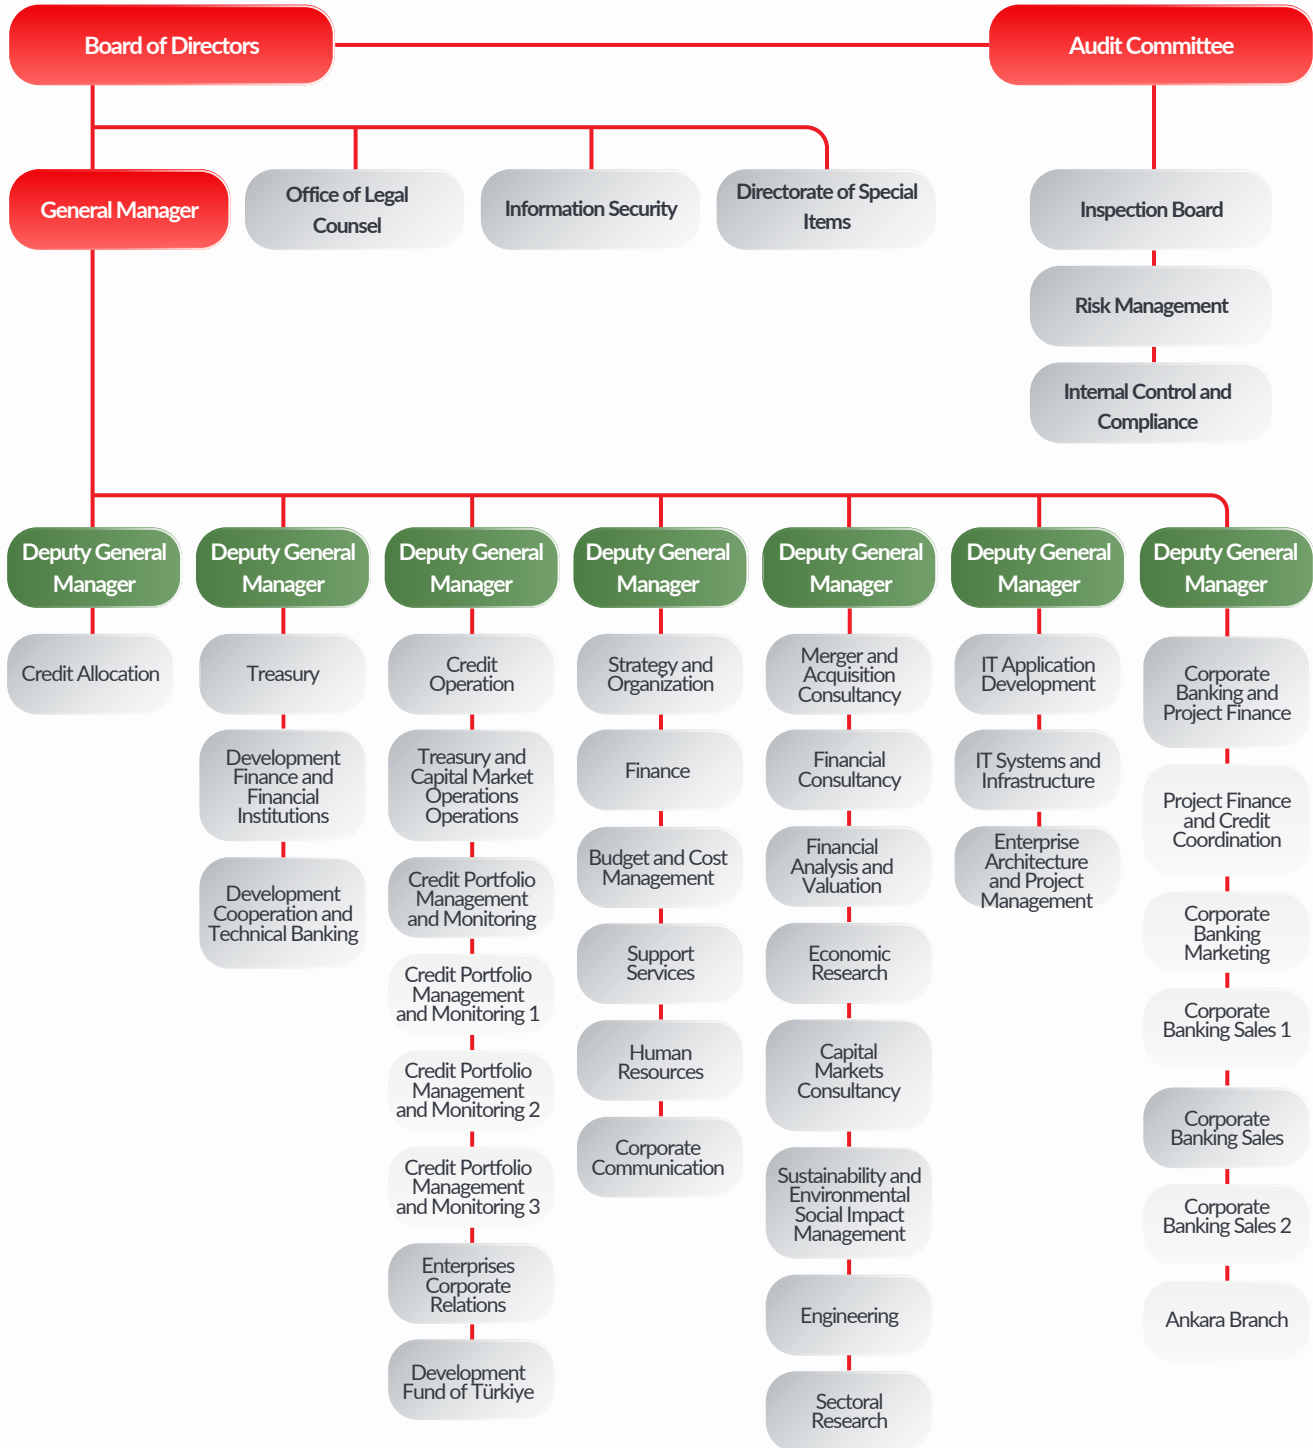 Board of Directors
Audit Committee
General Manager
Office of Legal
Counsel
Information Security
Directorate of Special
Items
Inspection Board
Risk Management
Internal Control and
Compliance
Deputy General
Manager
Credit Allocation
Deputy General
Manager
Treasury
Development
Finance and
Financial
Institutions
Development
Cooperation and
Technical Banking
Deputy General
Manager
Credit
Operation
Treasury and
Capital Market
Operations
Operations
Credit Portfolio
Management
and Monitoring
Credit Portfolio
Management
and Monitoring 1
Credit Portfolio
Management
and Monitoring 2
Credit Portfolio
Management
and Monitoring 3
Enterprises
Corporate
Relations
Development
Fund of Türkiye
Deputy General
Manager
Strategy and
Organization
Finance
Budget and Cost
Management
Support
Services
Human
Resources
Corporate
Communication
Deputy General
Manager
Merger and
Acquisition
Consultancy
Financial
Consultancy
Financial
Analysis and
Valuation
Economic
Research
Capital
Markets
Consultancy
Sustainability and
Environmental
Social Impact
Management
Engineering
Sectoral
Research
Deputy General
Manager
IT Application
Development
IT Systems and
Infrastructure
Enterprise
Architecture
and Project
Management
Deputy General
Manager
Corporate
Banking and
Project Finance
Project Finance
and Credit
Coordination
Corporate
Banking
Marketing
Corporate
Banking Sales 1
Corporate
Banking Sales
Corporate
Banking Sales 2
Ankara Branch